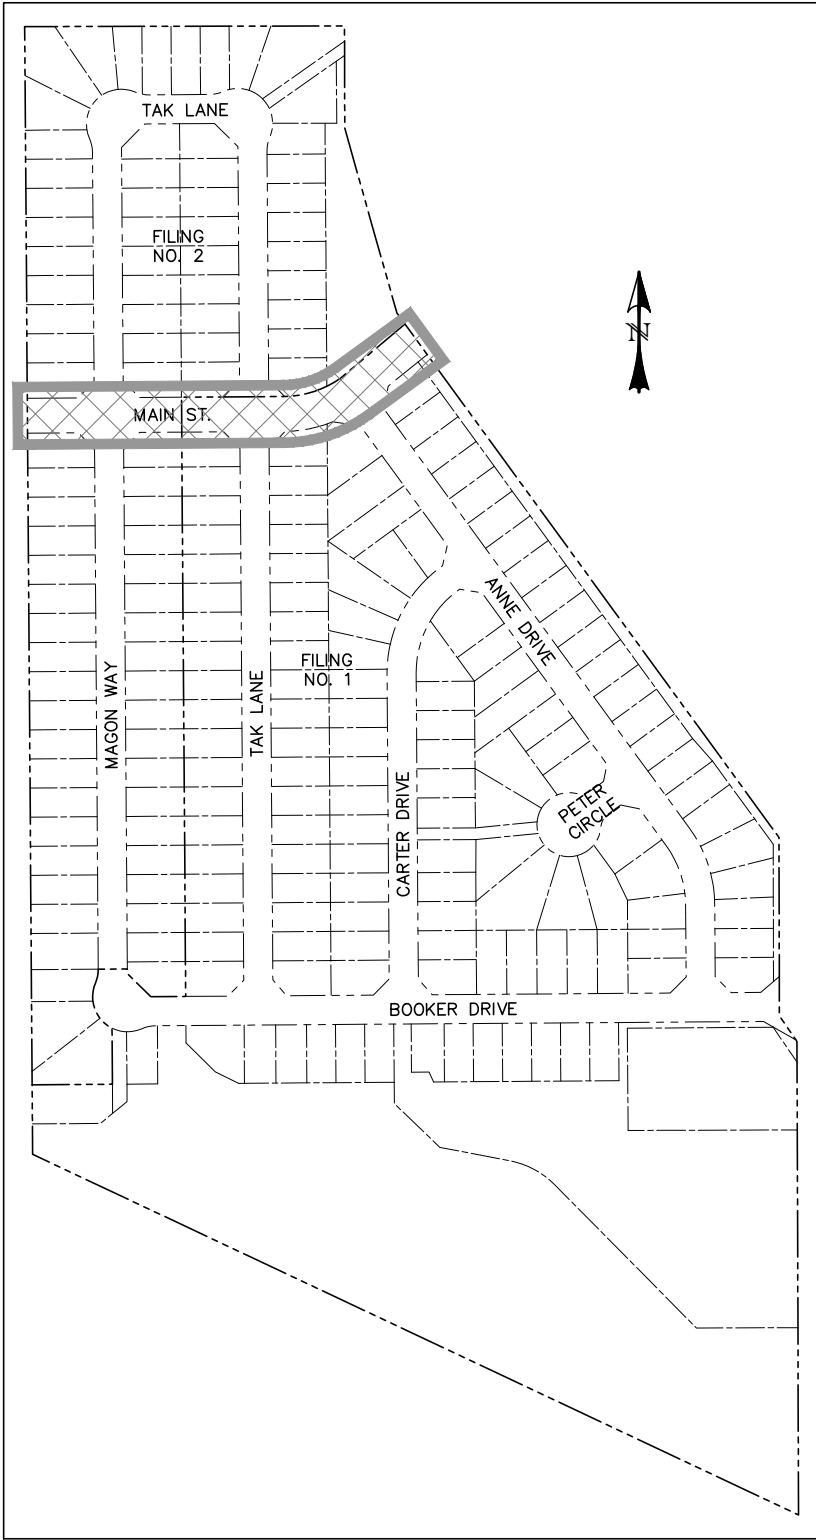 TAK LANE
FILING
NO. 2
N
MAIN ST.
ANNE DRIVE
FILING
NO. 1
MAGON WAY
TAK LANE
CARTER DRIVE
PETER
CIRCLE
BOOKER DRIVE